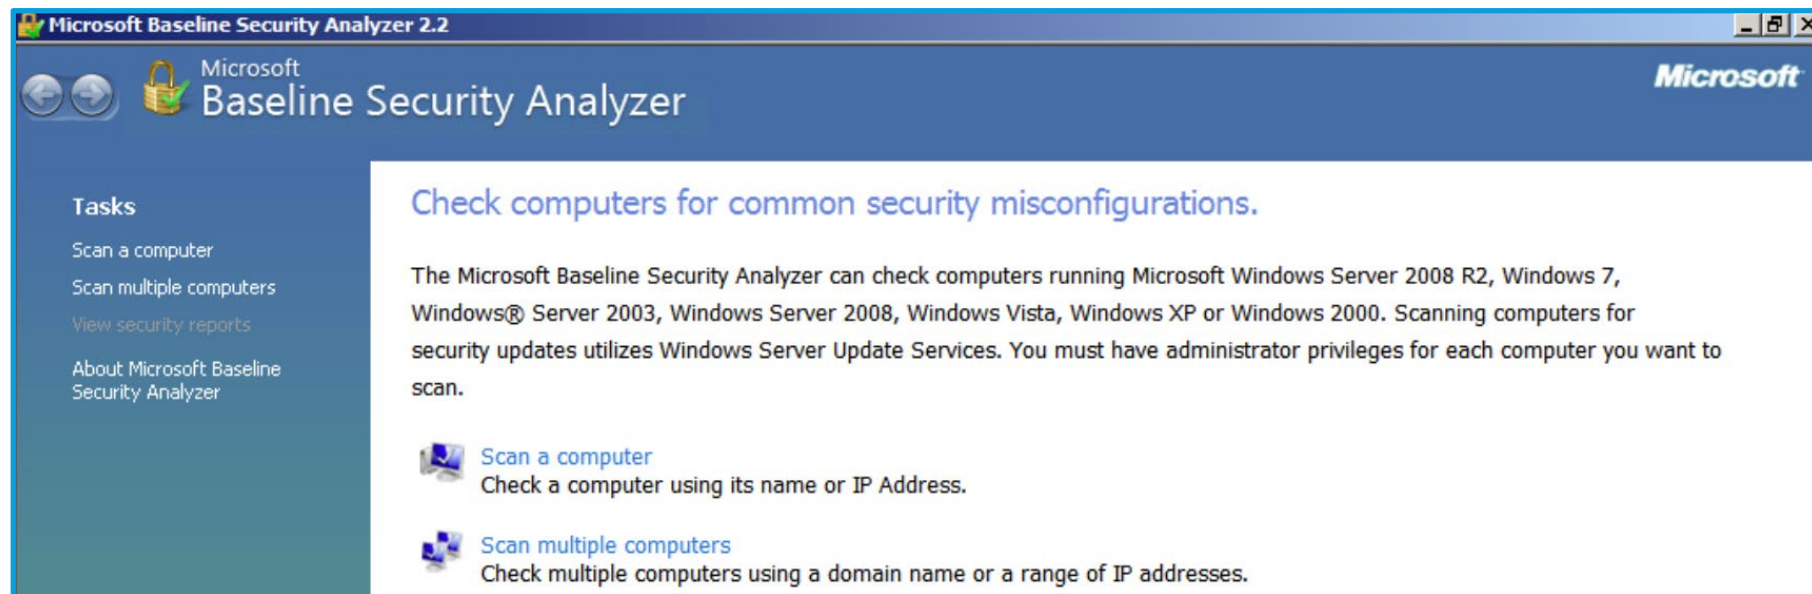 Microsoft Baseline Security Analyzer 2.2
Microsoft
Baseline Security Analyzer
Microsoft
Tasks
Scan a computer
Scan multiple computers
View security reports
About Microsoft Baseline
Security Analyzer
Check computers for common security misconfigurations.
The Microsoft Baseline Security Analyzer can check computers running Microsoft Windows Server 2008 R2, Windows 7,
Windows® Server 2003, Windows Server 2008, Windows Vista, Windows XP or Windows 2000. Scanning computers for
security updates utilizes Windows Server Update Services. You must have administrator privileges for each computer you want to
scan.
Scan a computer
Check a computer using its name or IP Address.
Scan multiple computers
Check multiple computers using a domain name or a range of IP addresses.